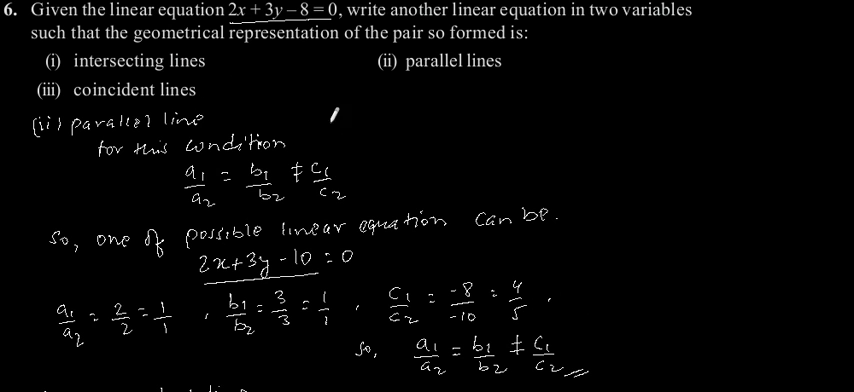 6. Given the linear equation 2x + 3y – 8 = 0, write another linear equation in two variables
such that the geometrical representation of the pair so formed is:
(i) intersecting lines (ii) parallel lines
(iii) coincident lines
(ii) parallel line
for this condition
a₁/a₂ = b₁/b₂ ≠ c₁/c₂
So, one of possible linear equation can be.
2x+3y-10 = 0
a₁/a₂ = 2/2 = 1/1 , b₁/b₂ = 3/3 = 1/1 , c₁/c₂ = -8/-10 = 4/5 ,
So, a₁/a₂ = b₁/b₂ ≠ c₁/c₂